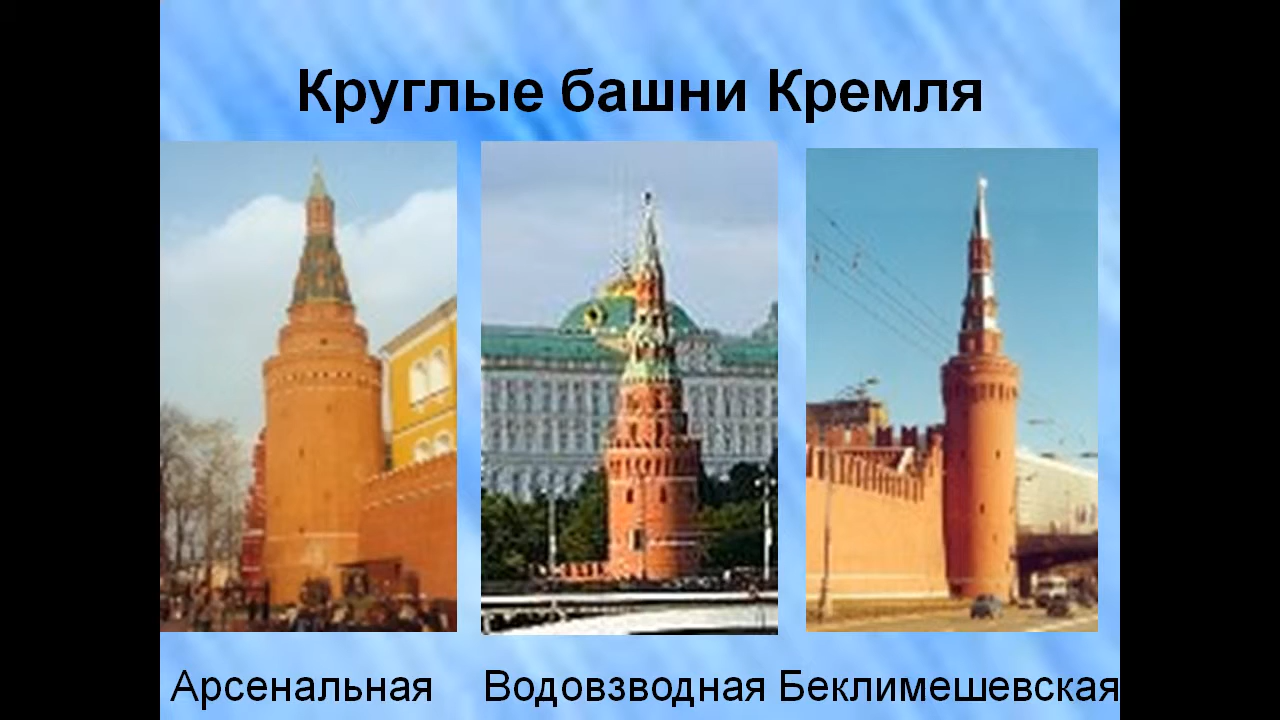 Круглые башни Кремля
Арсенальная Водовзводная Беклимешевская